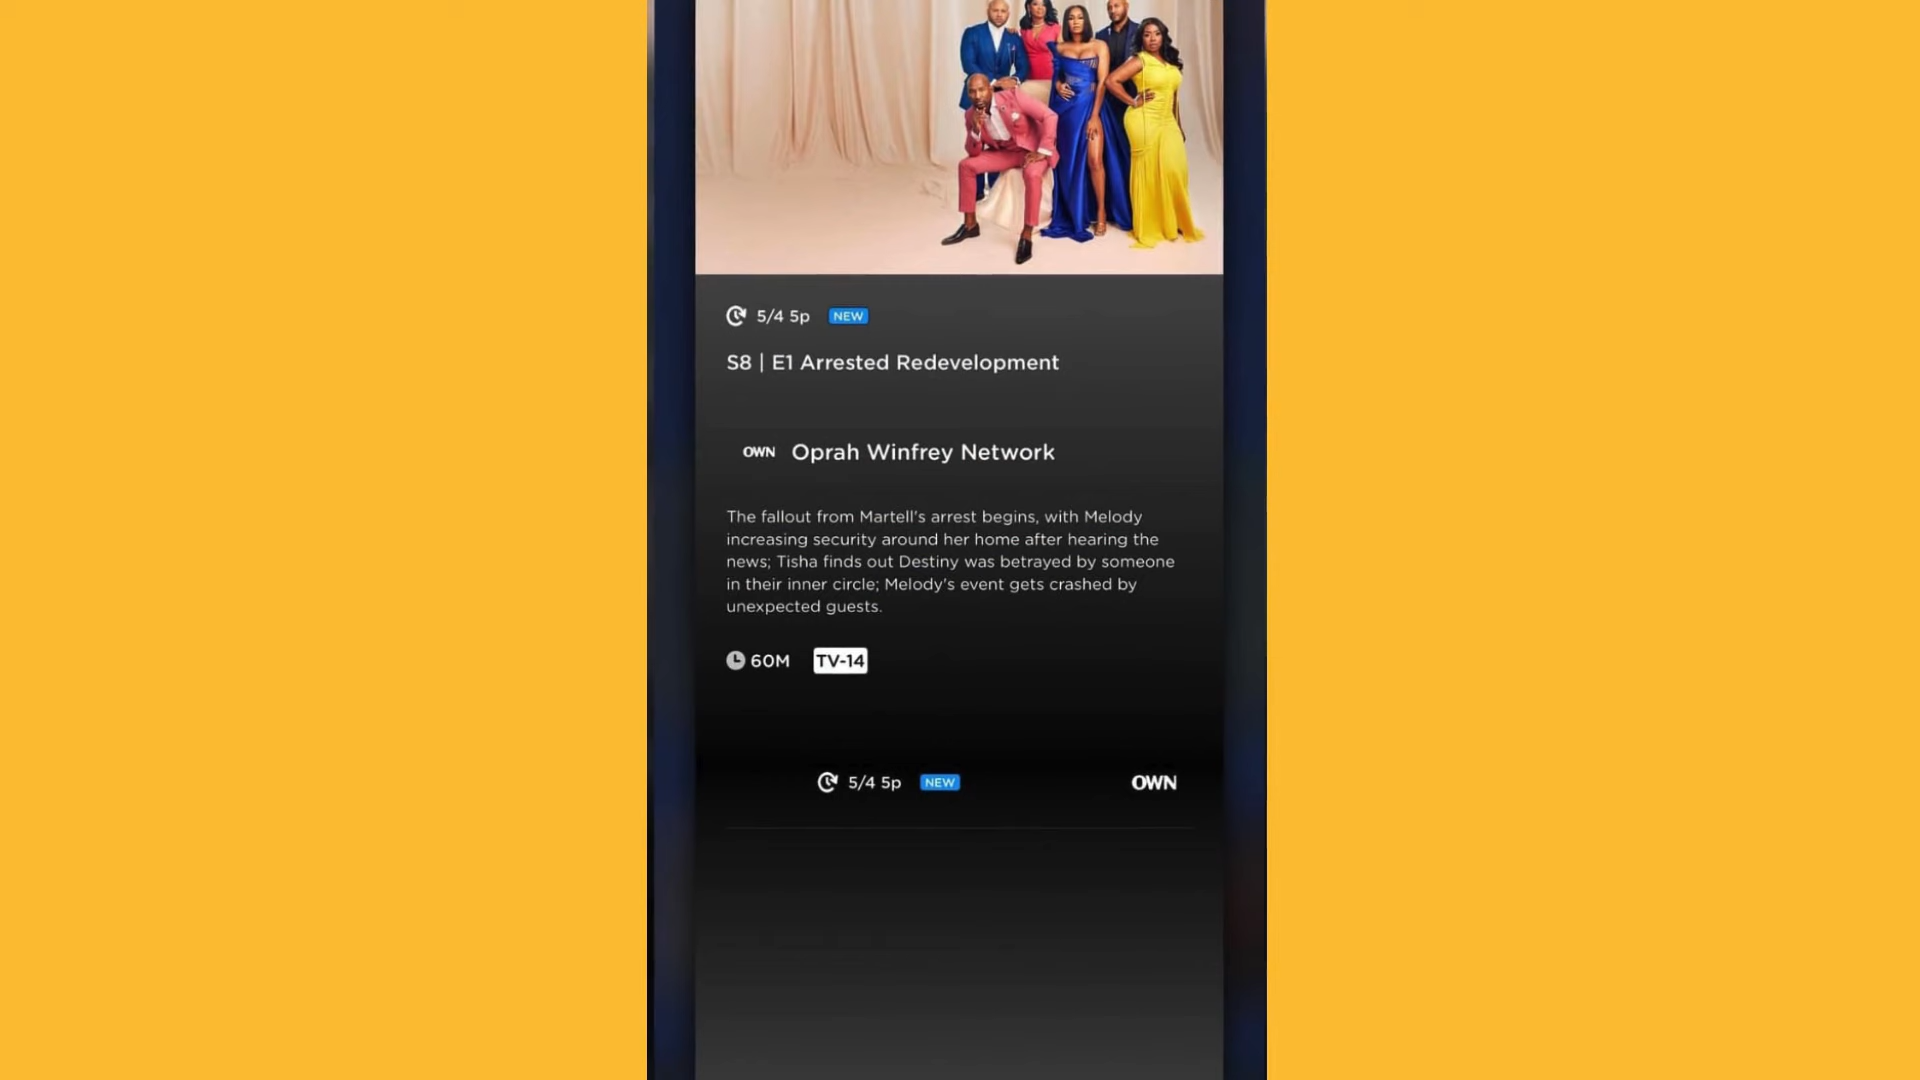 5/4 5p NEW
S8 | E1 Arrested Redevelopment
OWN Oprah Winfrey Network
The fallout from Martell's arrest begins, with Melody
increasing security around her home after hearing the
news; Tisha finds out Destiny was betrayed by someone
in their inner circle; Melody's event gets crashed by
unexpected guests.
60M TV-14
5/4 5p NEW OWN